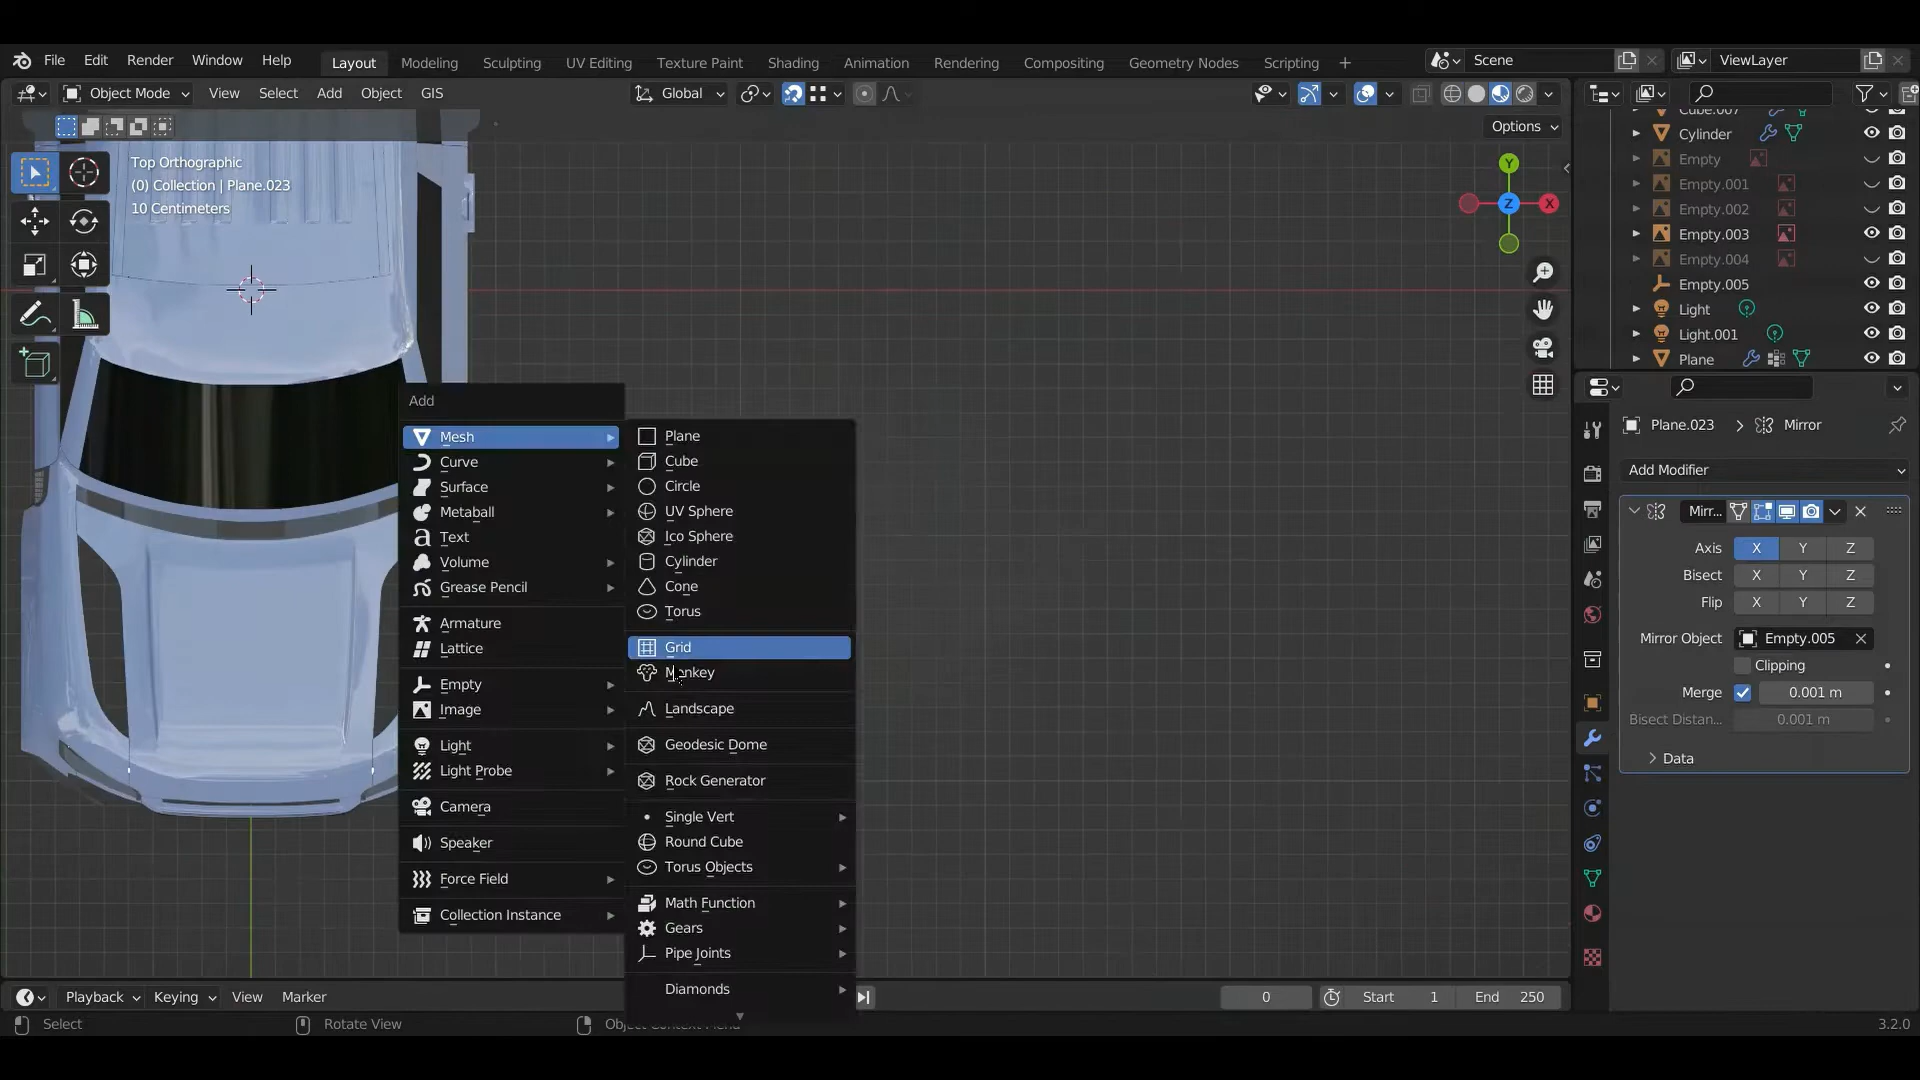 File Edit Render Window Help
Layout Modeling Sculpting UV Editing Texture Paint Shading Animation Rendering Compositing Geometry Nodes Scripting +
Scene
ViewLayer
Object Mode View Select Add Object GIS
Global
Options
Top Orthographic
(0) Collection | Plane.023
10 Centimeters
Y
Z
X
Cube.007
Cylinder
Empty
Empty.001
Empty.002
Empty.003
Empty.004
Empty.005
Light
Light.001
Plane
Add
Mesh
Curve
Surface
Metaball
Text
Volume
Grease Pencil
Armature
Lattice
Empty
Image
Light
Light Probe
Camera
Speaker
Force Field
Collection Instance
Plane
Cube
Circle
UV Sphere
Ico Sphere
Cylinder
Cone
Torus
Grid
Monkey
Landscape
Geodesic Dome
Rock Generator
Single Vert
Round Cube
Torus Objects
Math Function
Gears
Pipe Joints
Diamonds
Plane.023 > Mirror
Add Modifier
Mirr...
Axis X Y Z
Bisect X Y Z
Flip X Y Z
Mirror Object Empty.005
Clipping
Merge 0.001 m
Bisect Distan... 0.001 m
Data
Playback Keying View Marker
0 Start 1 End 250
Select Rotate View Object Context Menu
3.2.0